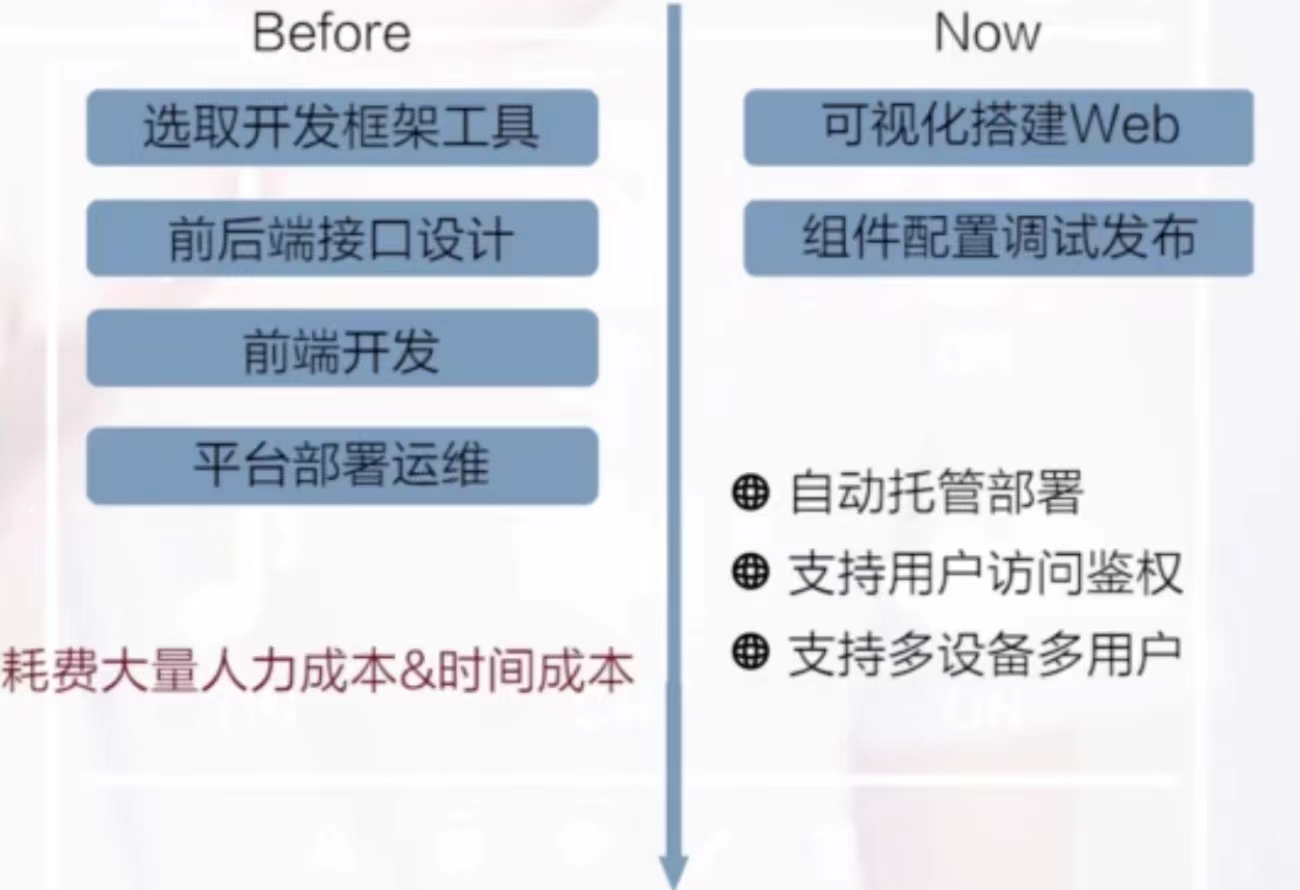 Before
选取开发框架工具
前后端接口设计
前端开发
平台部署运维
耗费大量人力成本&时间成本
Now
可视化搭建Web
组件配置调试发布
自动托管部署
支持用户访问鉴权
支持多设备多用户